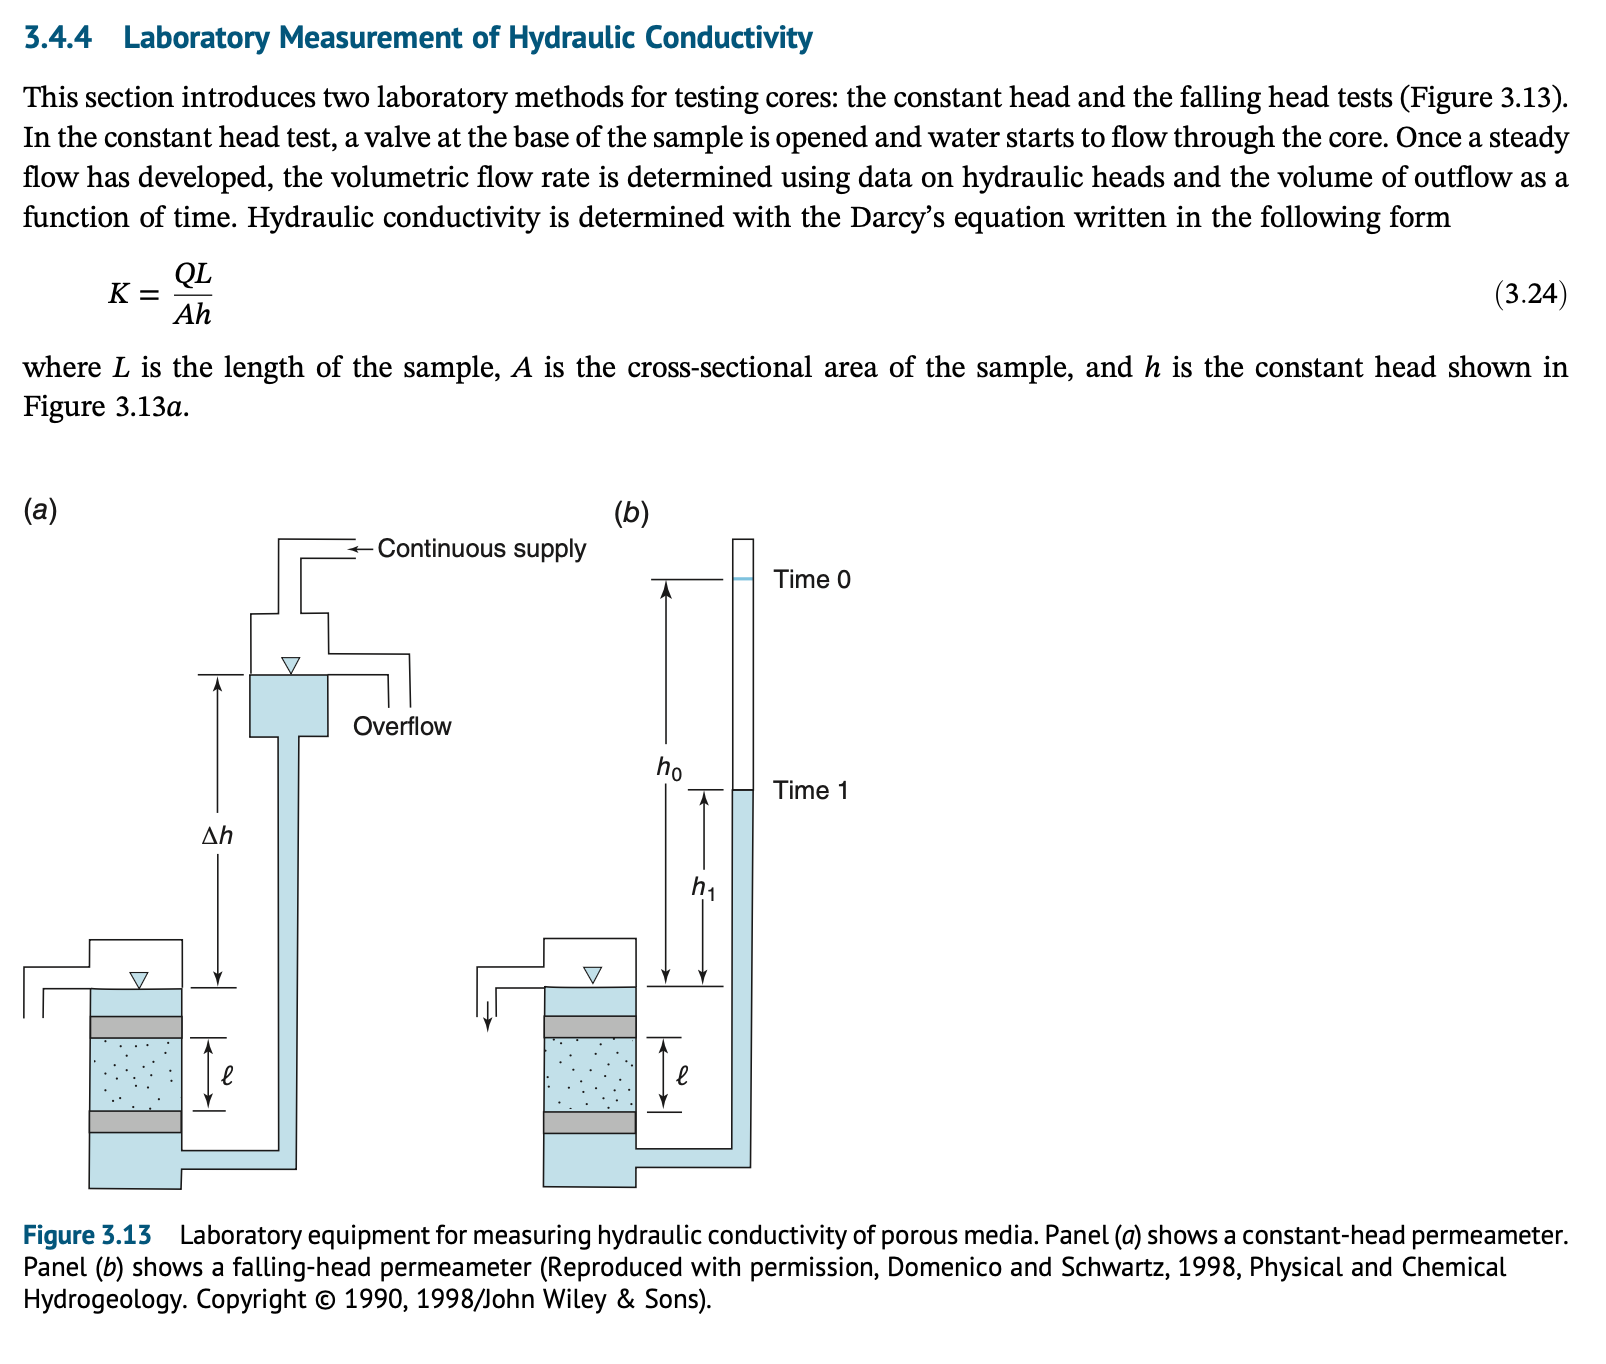 3.4.4 Laboratory Measurement of Hydraulic Conductivity
This section introduces two laboratory methods for testing cores: the constant head and the falling head tests (Figure 3.13).
In the constant head test, a valve at the base of the sample is opened and water starts to flow through the core. Once a steady
flow has developed, the volumetric flow rate is determined using data on hydraulic heads and the volume of outflow as a
function of time. Hydraulic conductivity is determined with the Darcy’s equation written in the following form
K = QL / Ah (3.24)
where L is the length of the sample, A is the cross-sectional area of the sample, and h is the constant head shown in
Figure 3.13a.
(a)
Continuous supply
Overflow
Δh
ℓ
(b)
Time 0
h₀
Time 1
h₁
ℓ
Figure 3.13 Laboratory equipment for measuring hydraulic conductivity of porous media. Panel (a) shows a constant-head permeameter.
Panel (b) shows a falling-head permeameter (Reproduced with permission, Domenico and Schwartz, 1998, Physical and Chemical
Hydrogeology. Copyright © 1990, 1998/John Wiley & Sons).